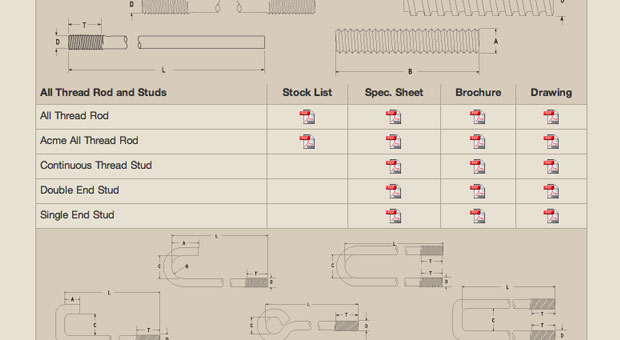 D
L
D
T
D
A
L
B
All Thread Rod and Studs Stock List Spec. Sheet Brochure Drawing
All Thread Rod
Acme All Thread Rod
Continuous Thread Stud
Double End Stud
Single End Stud
L
A
C
R
T
D
L
C
T
T
D
L
A
C
T
D
L
T
C
D
L
C
T
D